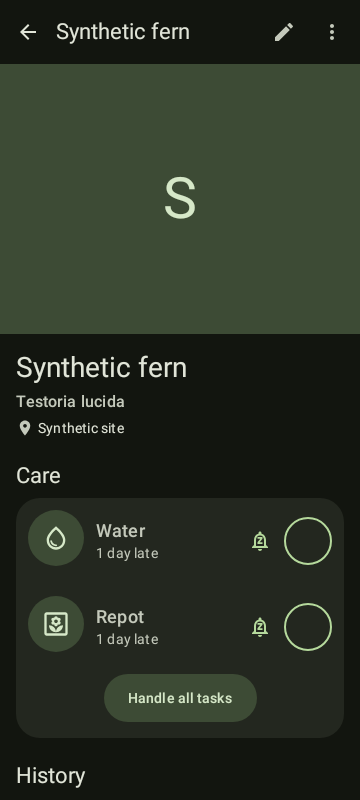 Synthetic fern
S
Synthetic fern
Testoria lucida
Synthetic site
Care
Water
1 day late
Repot
1 day late
Handle all tasks
History